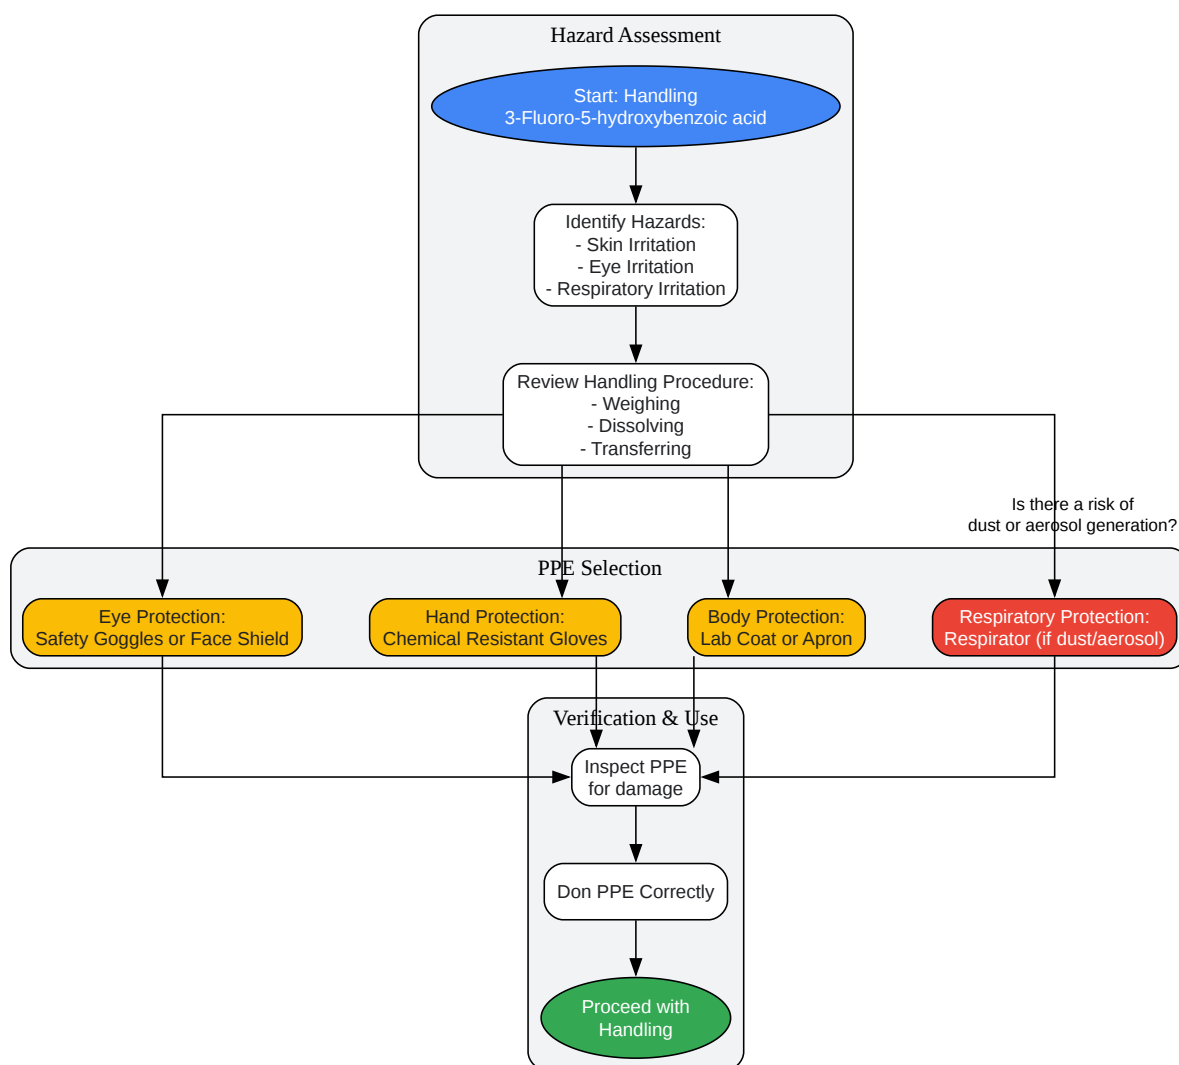 Hazard Assessment
Start: Handling
3-Fluoro-5-hydroxybenzoic acid
Identify Hazards:
- Skin Irritation
- Eye Irritation
- Respiratory Irritation
Review Handling Procedure:
- Weighing
- Dissolving
- Transferring
Is there a risk of
dust or aerosol generation?
PPE Selection
Eye Protection:
Safety Goggles or Face Shield
Hand Protection:
Chemical Resistant Gloves
Body Protection:
Lab Coat or Apron
Respiratory Protection:
Respirator (if dust/aerosol)
Verification & Use
Inspect PPE
for damage
Don PPE Correctly
Proceed with
Handling